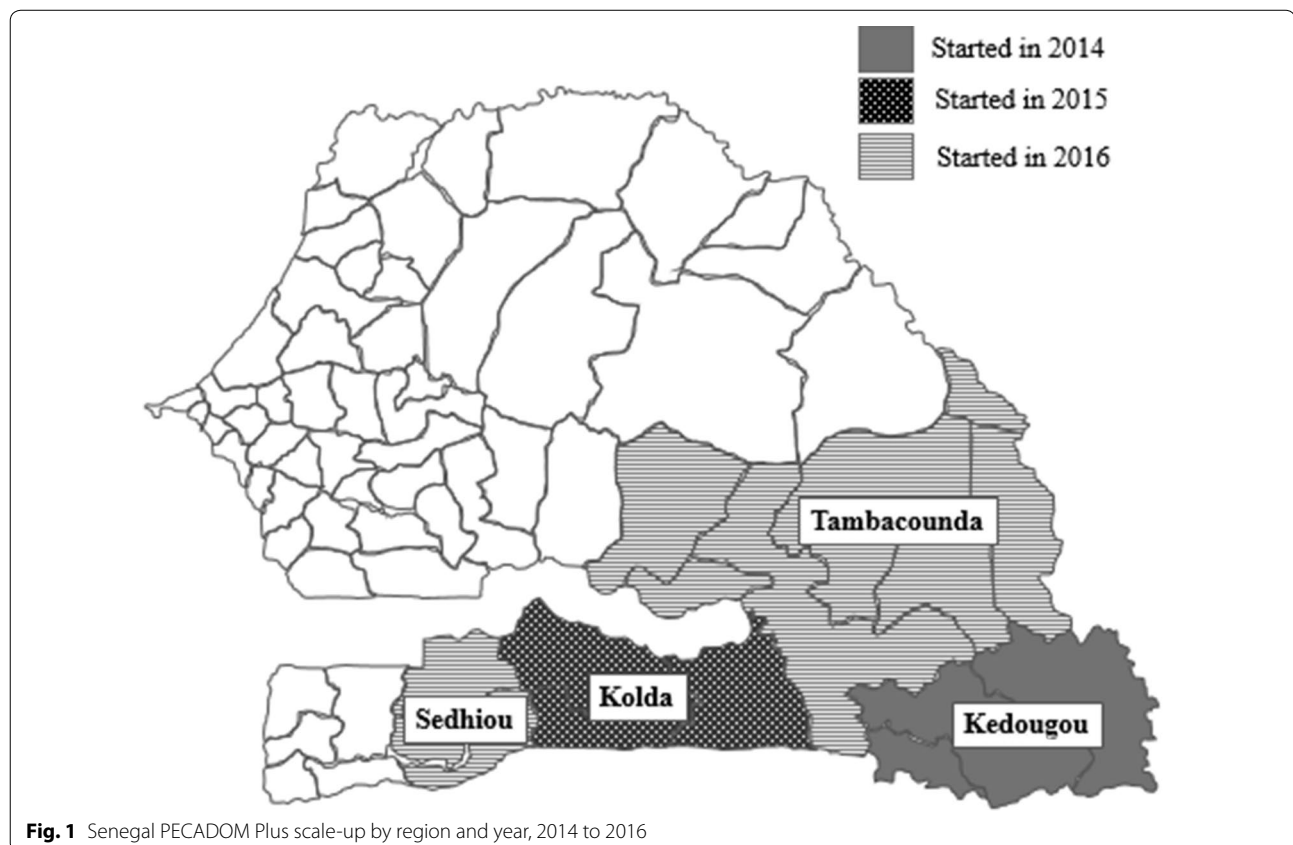 Started in 2014
Started in 2015
Started in 2016
Tambacounda
Kolda
Sedhiou
Kedougou
Fig. 1 Senegal PECADOM Plus scale-up by region and year, 2014 to 2016